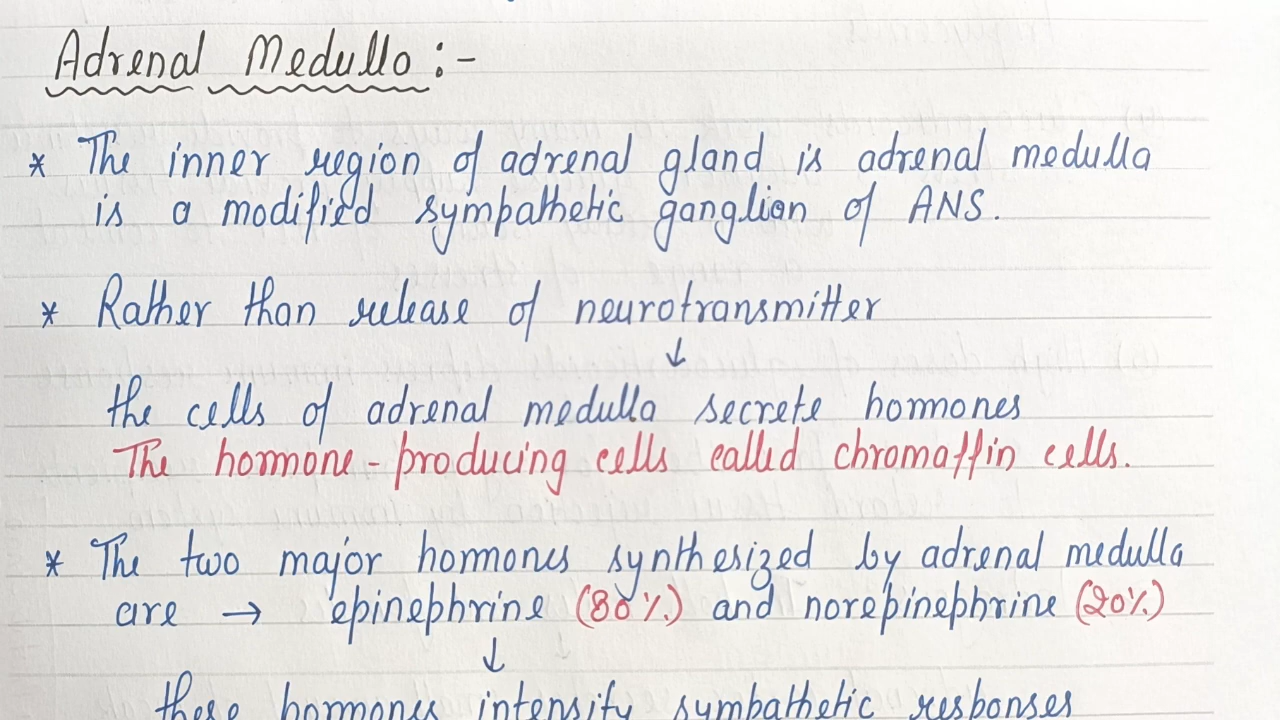 Adrenal Medulla :-
* The inner region of adrenal gland is adrenal medulla
is a modified sympathetic ganglion of ANS.
* Rather than release of neurotransmitter
↓
the cells of adrenal medulla secrete hormones
The hormone-producing cells called chromaffin cells.
* The two major hormones synthesized by adrenal medulla
are → epinephrine (80%) and norepinephrine (20%)
↓
these hormones intensify sympathetic responses